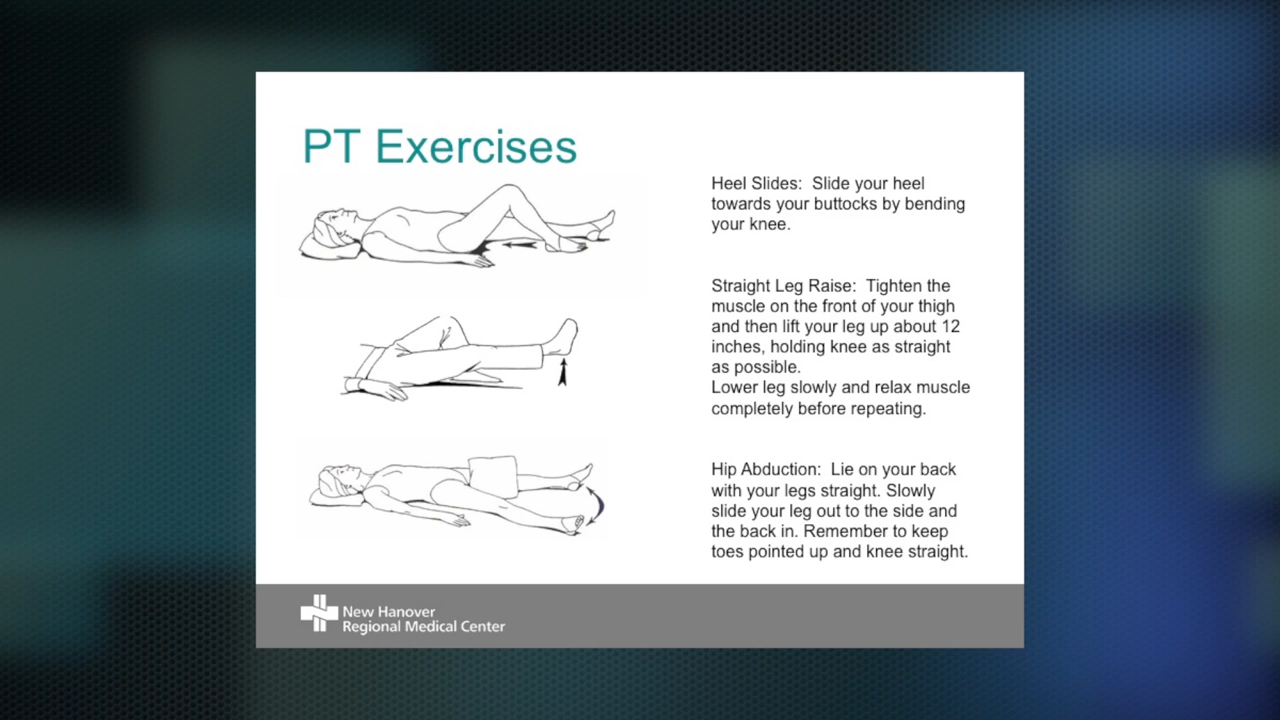 PT Exercises
Heel Slides:  Slide your heel
towards your buttocks by bending
your knee.
Straight Leg Raise:  Tighten the
muscle on the front of your thigh
and then lift your leg up about 12
inches, holding knee as straight
as possible.
Lower leg slowly and relax muscle
completely before repeating.
Hip Abduction:  Lie on your back
with your legs straight. Slowly
slide your leg out to the side and
the back in. Remember to keep
toes pointed up and knee straight.
New Hanover
Regional Medical Center